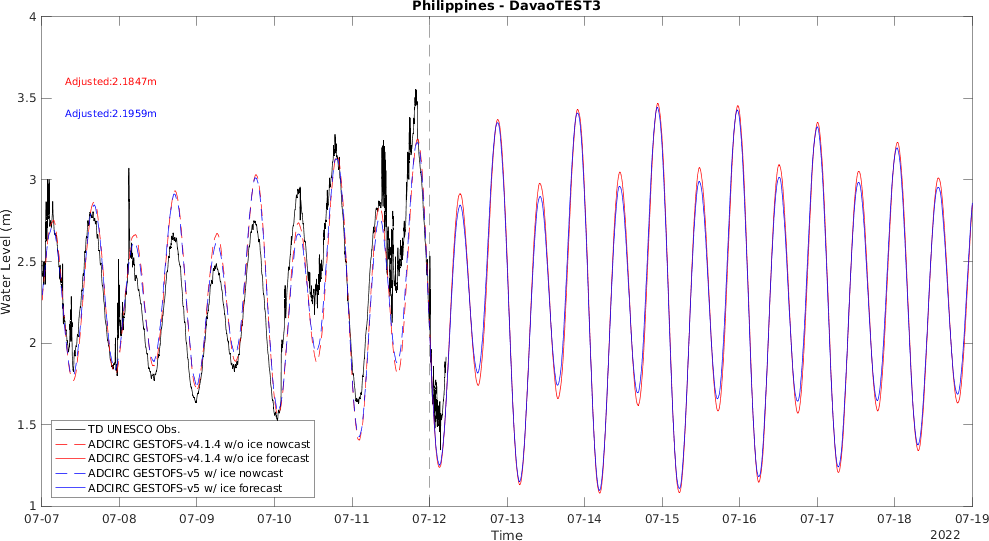 Philippines - DavaoTEST3
4
3.5
3
2.5
2
1.5
1
Water Level (m)
Adjusted:2.1847m
Adjusted:2.1959m
TD UNESCO Obs.
ADCIRC GESTOFS-v4.1.4 w/o ice nowcast
ADCIRC GESTOFS-v4.1.4 w/o ice forecast
ADCIRC GESTOFS-v5 w/ ice nowcast
ADCIRC GESTOFS-v5 w/ ice forecast
07-07 07-08 07-09 07-10 07-11 07-12 07-13 07-14 07-15 07-16 07-17 07-18 07-19
Time
2022